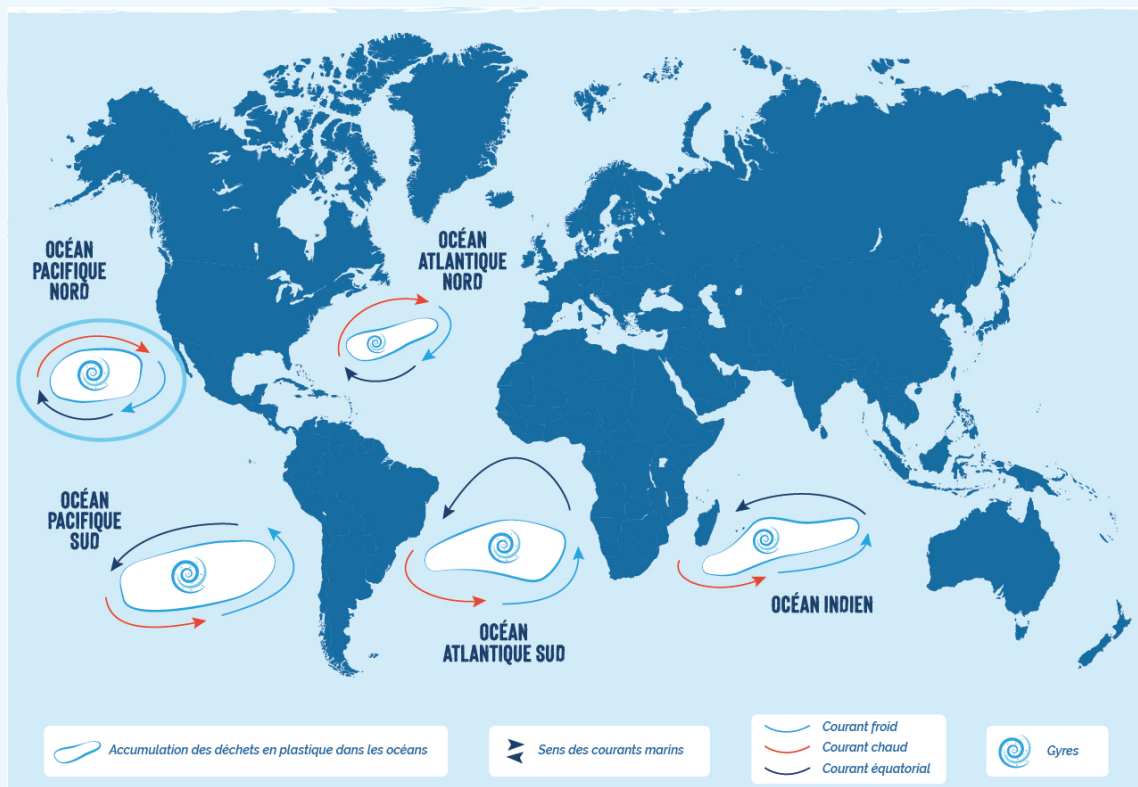 OCÉAN
PACIFIQUE
NORD
OCÉAN
ATLANTIQUE
NORD
OCÉAN
PACIFIQUE
SUD
OCÉAN
ATLANTIQUE SUD
OCÉAN INDIEN
Accumulation des déchets en plastique dans les océans
Sens des courants marins
Courant froid
Courant chaud
Courant équatorial
Gyres